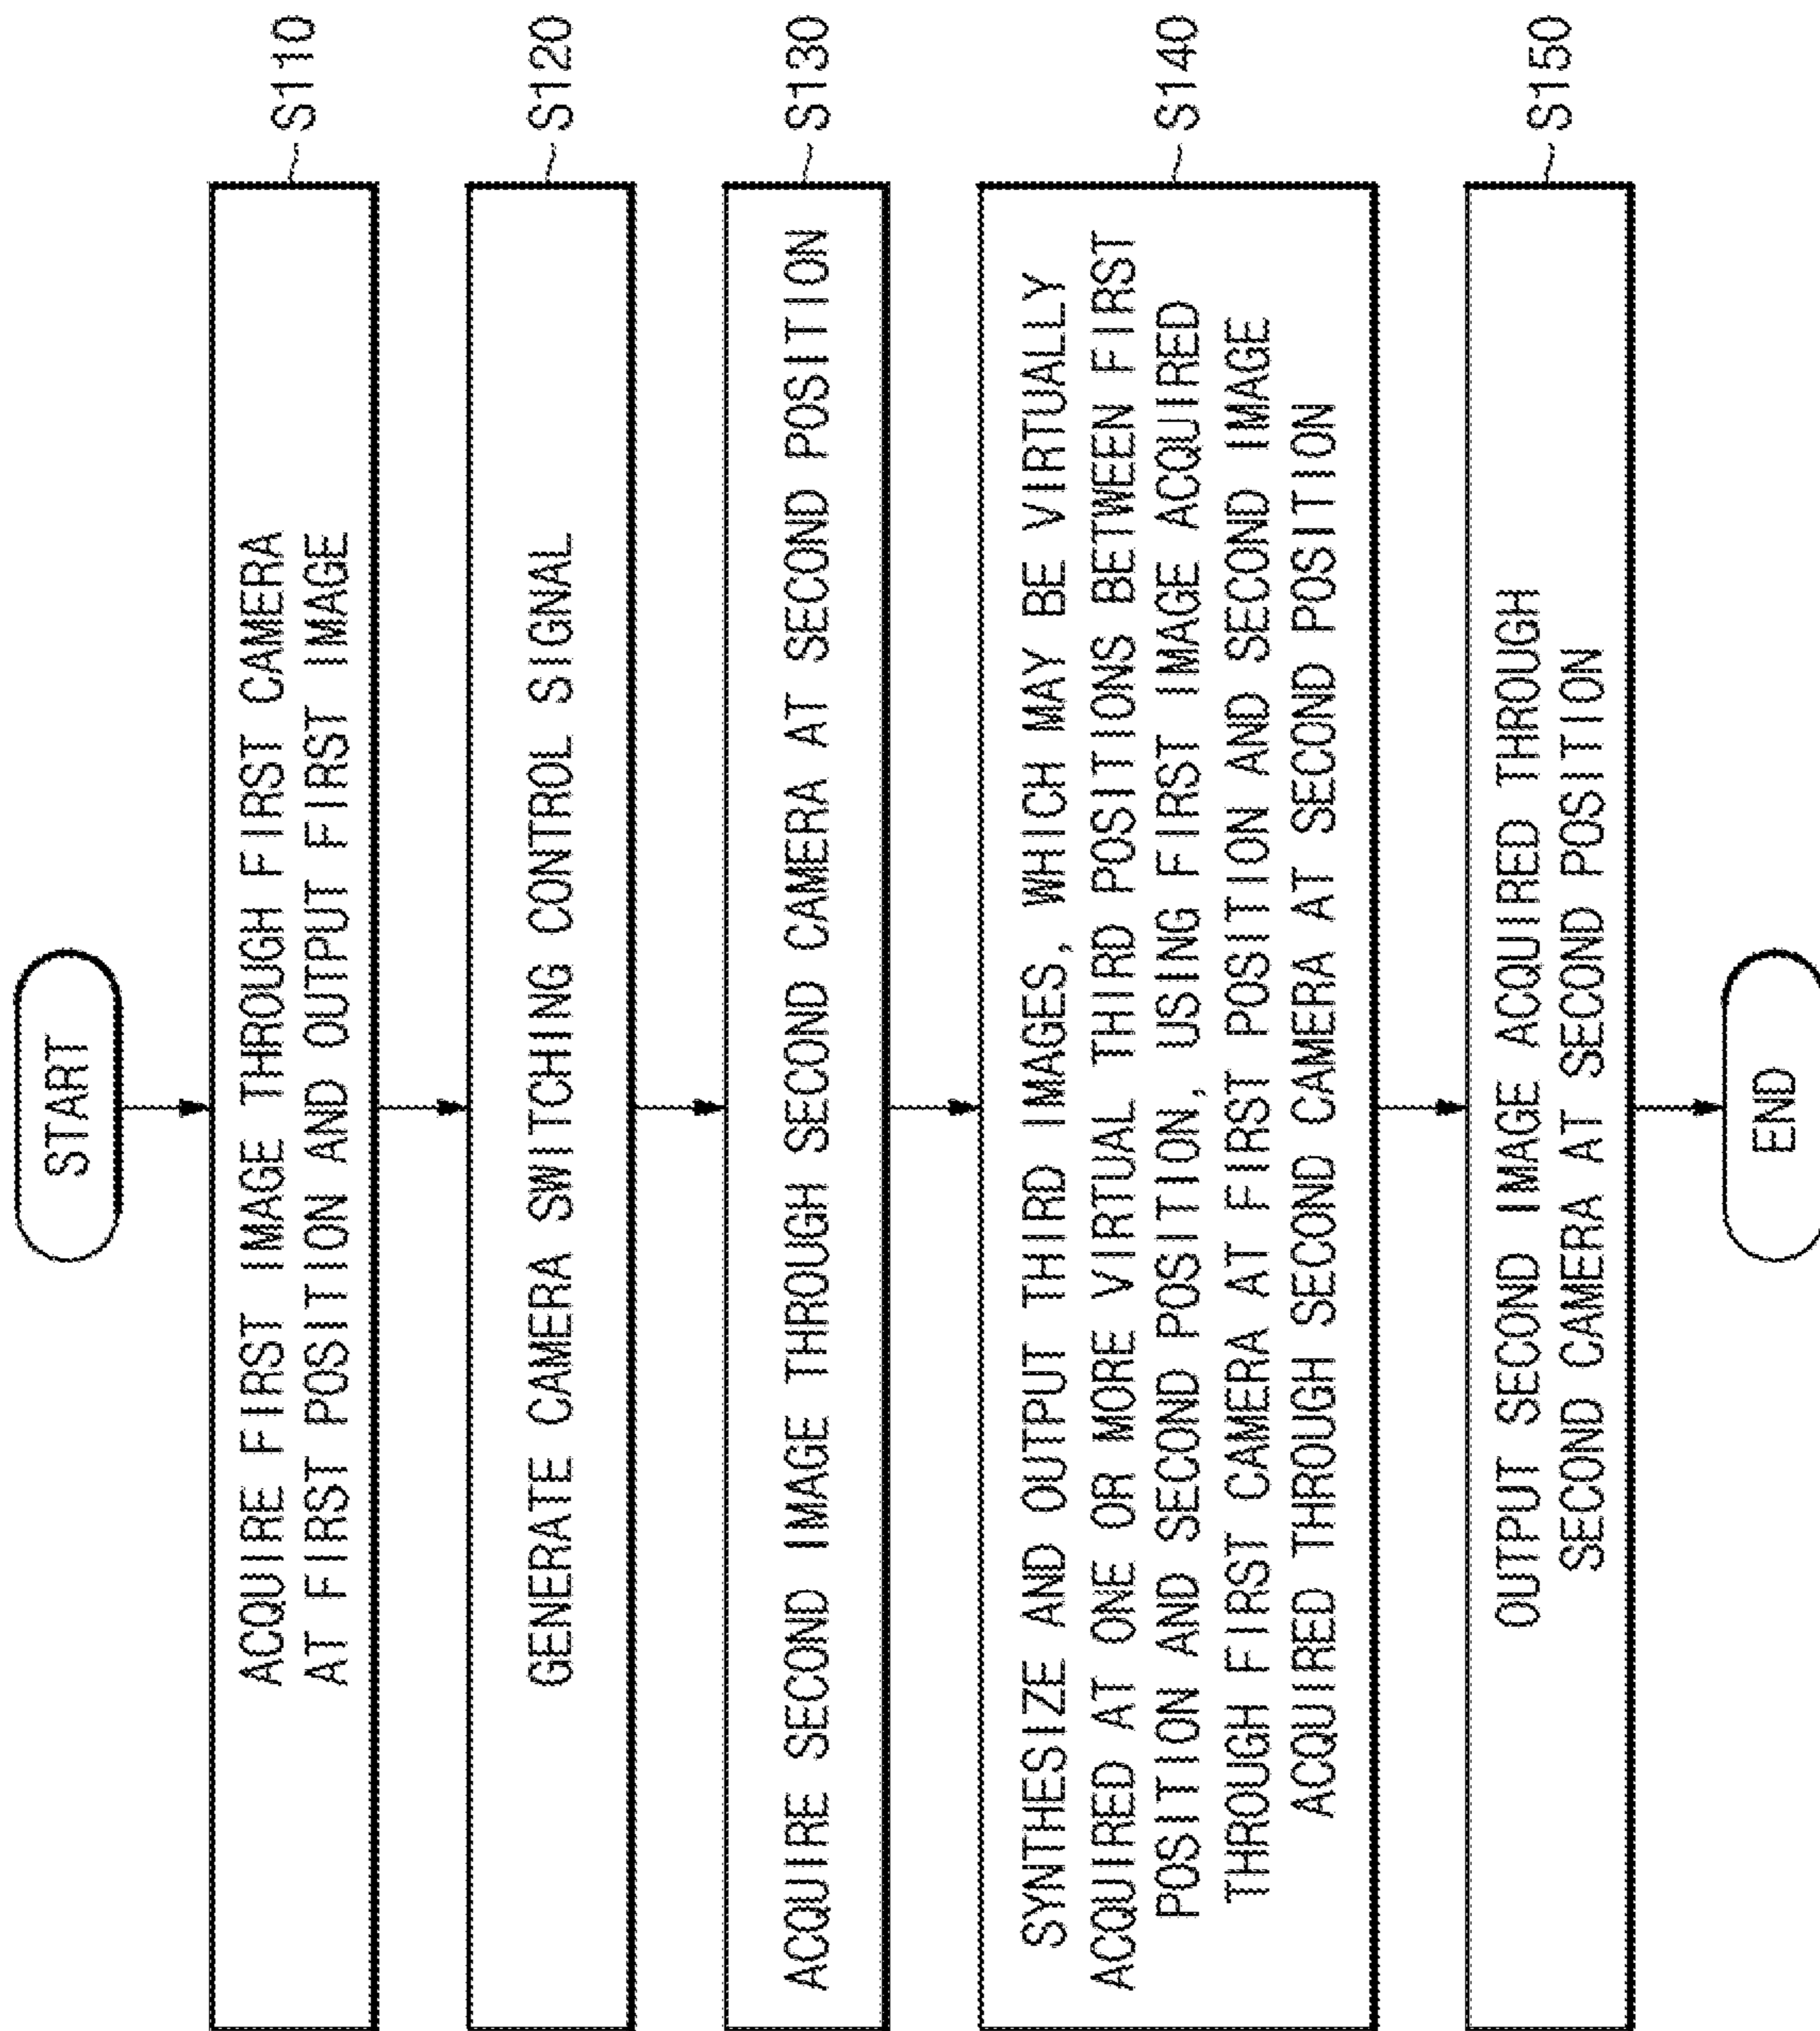 START
ACQUIRE FIRST IMAGE THROUGH FIRST CAMERA
AT FIRST POSITION AND OUTPUT FIRST IMAGE
S110
GENERATE CAMERA SWITCHING CONTROL SIGNAL
S120
ACQUIRE SECOND IMAGE THROUGH SECOND CAMERA AT SECOND POSITION
S130
SYNTHESIZE AND OUTPUT THIRD IMAGES, WHICH MAY BE VIRTUALLY
ACQUIRED AT ONE OR MORE VIRTUAL THIRD POSITIONS BETWEEN FIRST
POSITION AND SECOND POSITION, USING FIRST IMAGE ACQUIRED
THROUGH FIRST CAMERA AT FIRST POSITION AND SECOND IMAGE
ACQUIRED THROUGH SECOND CAMERA AT SECOND POSITION
S140
OUTPUT SECOND IMAGE ACQUIRED THROUGH
SECOND CAMERA AT SECOND POSITION
S150
END